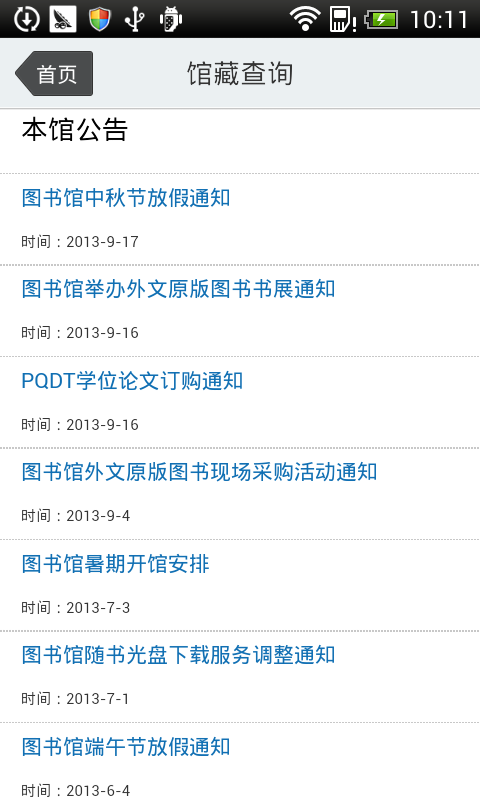 10:11
首页
馆藏查询
本馆公告
图书馆中秋节放假通知
时间：2013-9-17
图书馆举办外文原版图书书展通知
时间：2013-9-16
PQDT学位论文订购通知
时间：2013-9-16
图书馆外文原版图书现场采购活动通知
时间：2013-9-4
图书馆暑期开馆安排
时间：2013-7-3
图书馆随书光盘下载服务调整通知
时间：2013-7-1
图书馆端午节放假通知
时间：2013-6-4